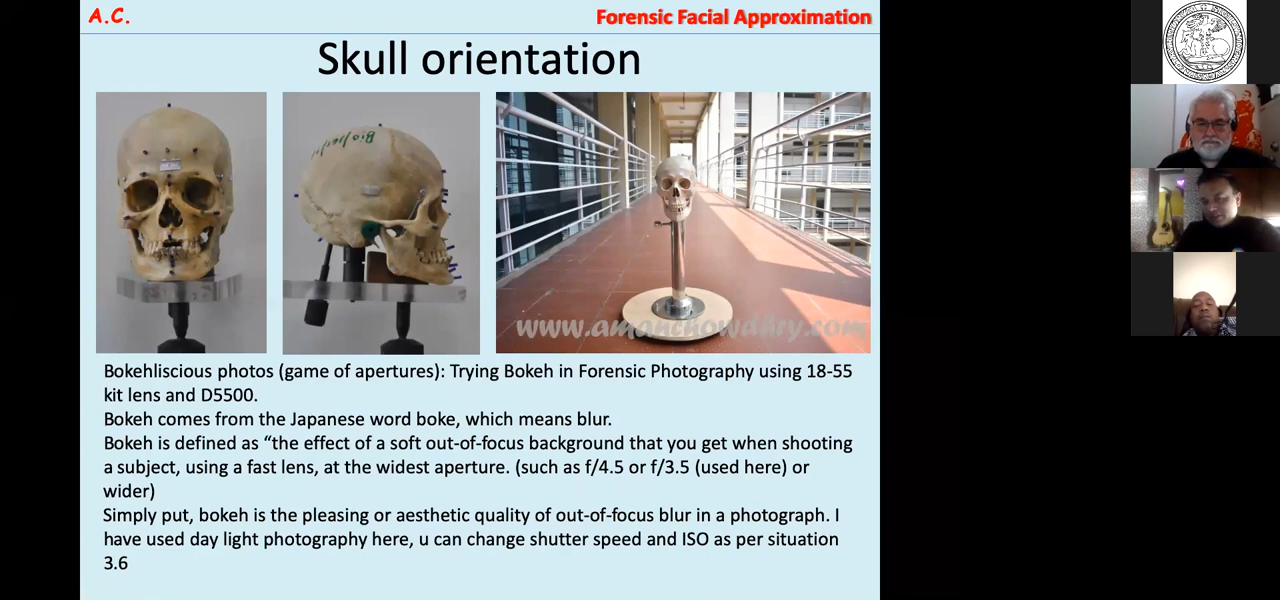 A.C.
Forensic Facial Approximation
Skull orientation
www.amanchowdhry.com
Bokehliscious photos (game of apertures): Trying Bokeh in Forensic Photography using 18-55
kit lens and D5500.
Bokeh comes from the Japanese word boke, which means blur.
Bokeh is defined as “the effect of a soft out-of-focus background that you get when shooting
a subject, using a fast lens, at the widest aperture. (such as f/4.5 or f/3.5 (used here) or
wider)
Simply put, bokeh is the pleasing or aesthetic quality of out-of-focus blur in a photograph. I
have used day light photography here, u can change shutter speed and ISO as per situation
3.6